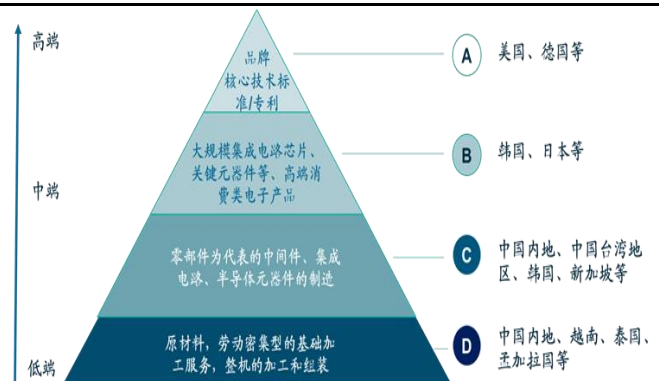 高端
品牌
核心技术标
准/专利
A
美国、德国等
大规模集成电路芯片、
关键元器件等、高端消
费类电子产品
B
韩国、日本等
中端
零部件为代表的中间件、集成
电路、半导体元器件的制造
C
中国内地、中国台湾地
区、韩国、新加坡等
原材料，劳动密集型的基础加
工服务，整机的加工和组装
D
中国内地、越南、泰国、
孟加拉国等
低端